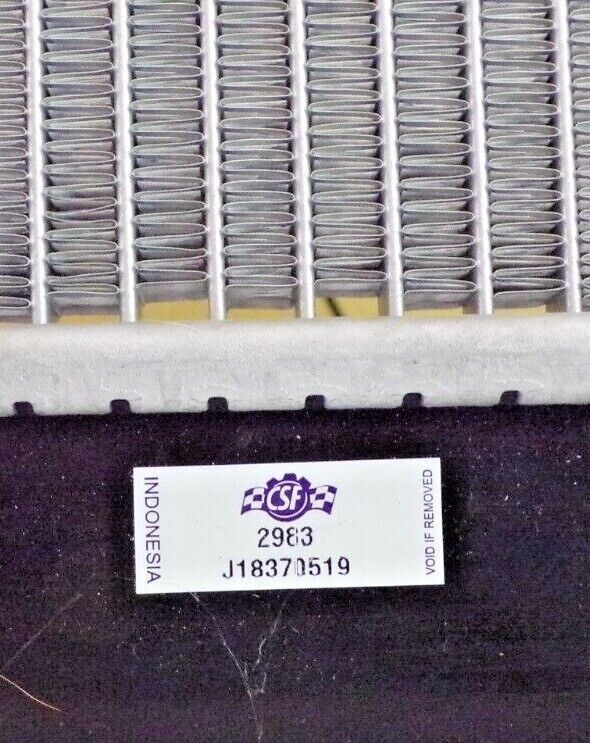 INDONESIA
CSF
2983
J18370519
VOID IF REMOVED